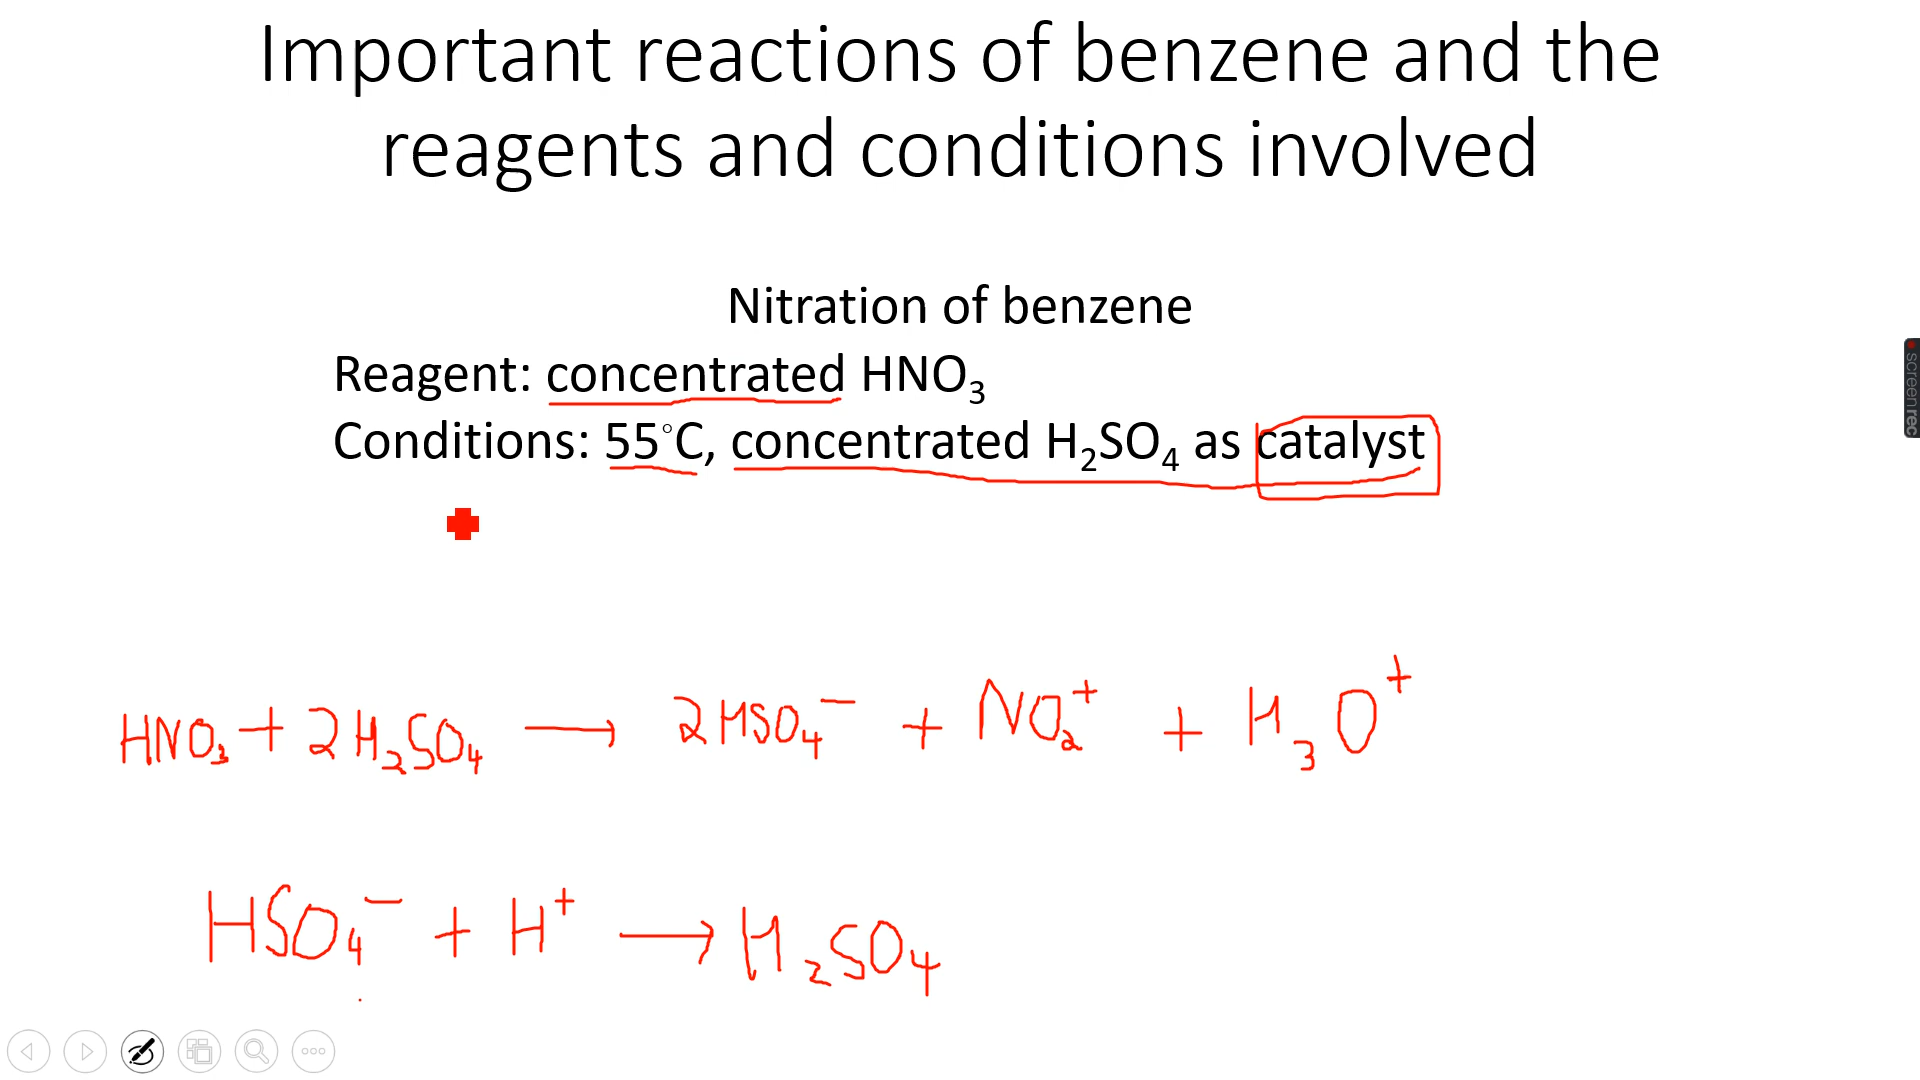 Important reactions of benzene and the
reagents and conditions involved
Nitration of benzene
Reagent: concentrated HNO₃
Conditions: 55°C, concentrated H₂SO₄ as catalyst
screenrec
HNO₃ + 2H₂SO₄ → 2HSO₄⁻ + NO₂⁺ + H₃O⁺
HSO₄⁻ + H⁺ → H₂SO₄